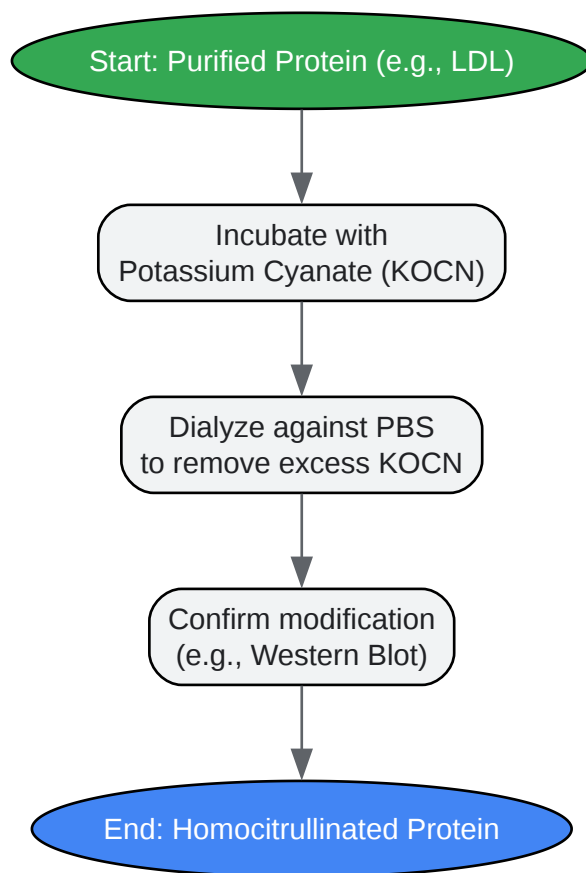 Start: Purified Protein (e.g., LDL)
Incubate with
Potassium Cyanate (KOCN)
Dialyze against PBS
to remove excess KOCN
Confirm modification
(e.g., Western Blot)
End: Homocitrullinated Protein